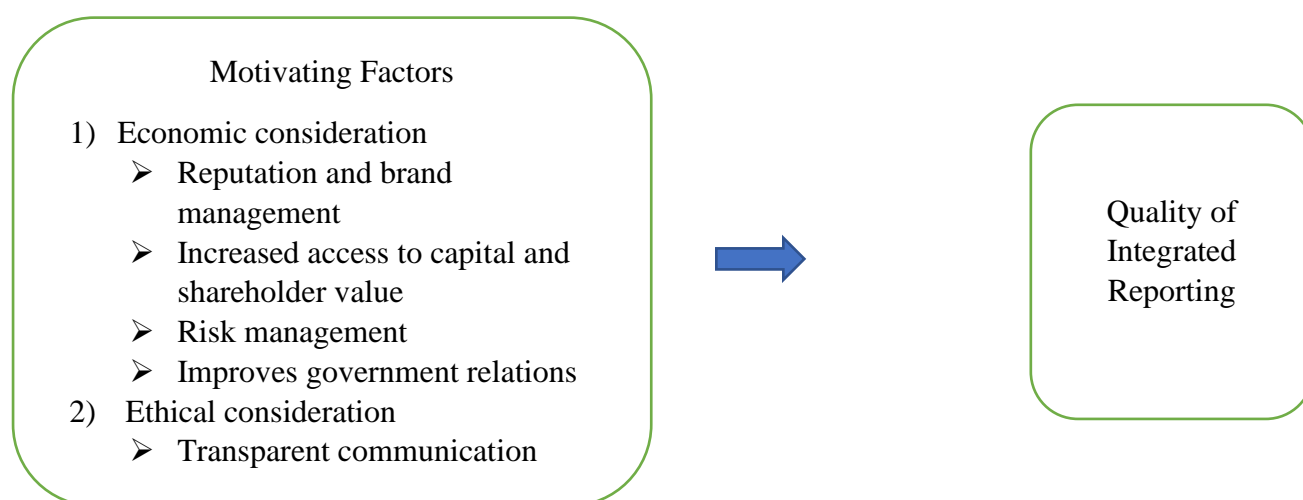 Motivating Factors
1) Economic consideration
➢ Reputation and brand
management
➢ Increased access to capital and
shareholder value
➢ Risk management
➢ Improves government relations
2) Ethical consideration
➢ Transparent communication
Quality of
Integrated
Reporting